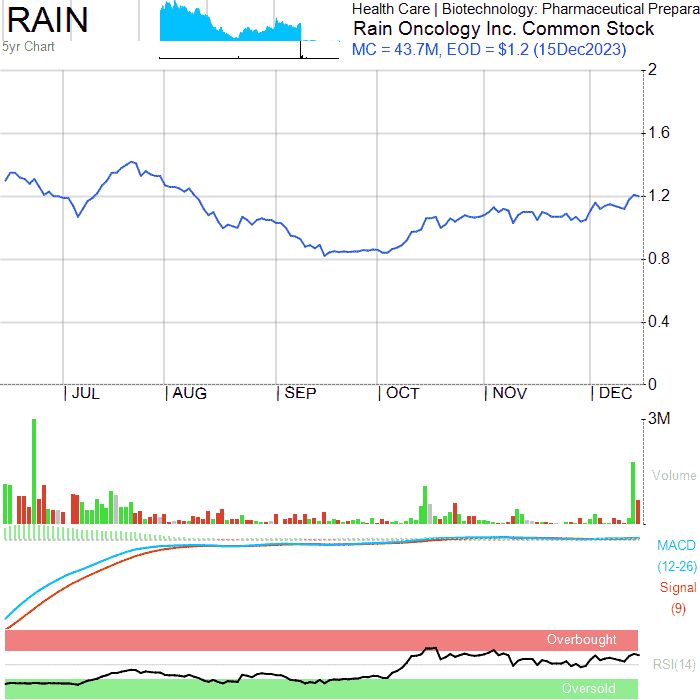 RAIN
5yr Chart
Health Care | Biotechnology: Pharmaceutical Prepara
Rain Oncology Inc. Common Stock
MC = 43.7M, EOD = $1.2 (15Dec2023)
2
1.6
1.2
0.8
0.4
0
JUL AUG SEP OCT NOV DEC
3M
Volume
MACD
(12-26)
Signal
(9)
Overbought
RSI(14)
Oversold